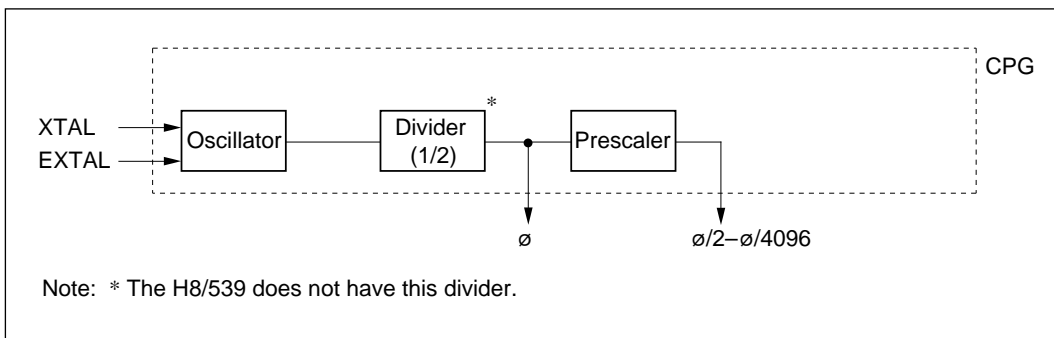 CPG
XTAL
EXTAL
Oscillator
Divider
(1/2)
*
Prescaler
ø
ø/2–ø/4096
Note: * The H8/539 does not have this divider.